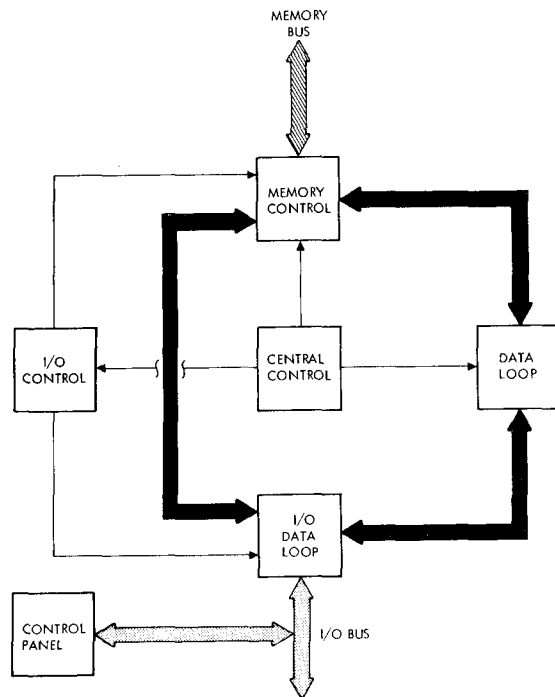 MEMORY
BUS
MEMORY
CONTROL
I/O
CONTROL
CENTRAL
CONTROL
DATA
LOOP
I/O
DATA
LOOP
CONTROL
PANEL
I/O BUS